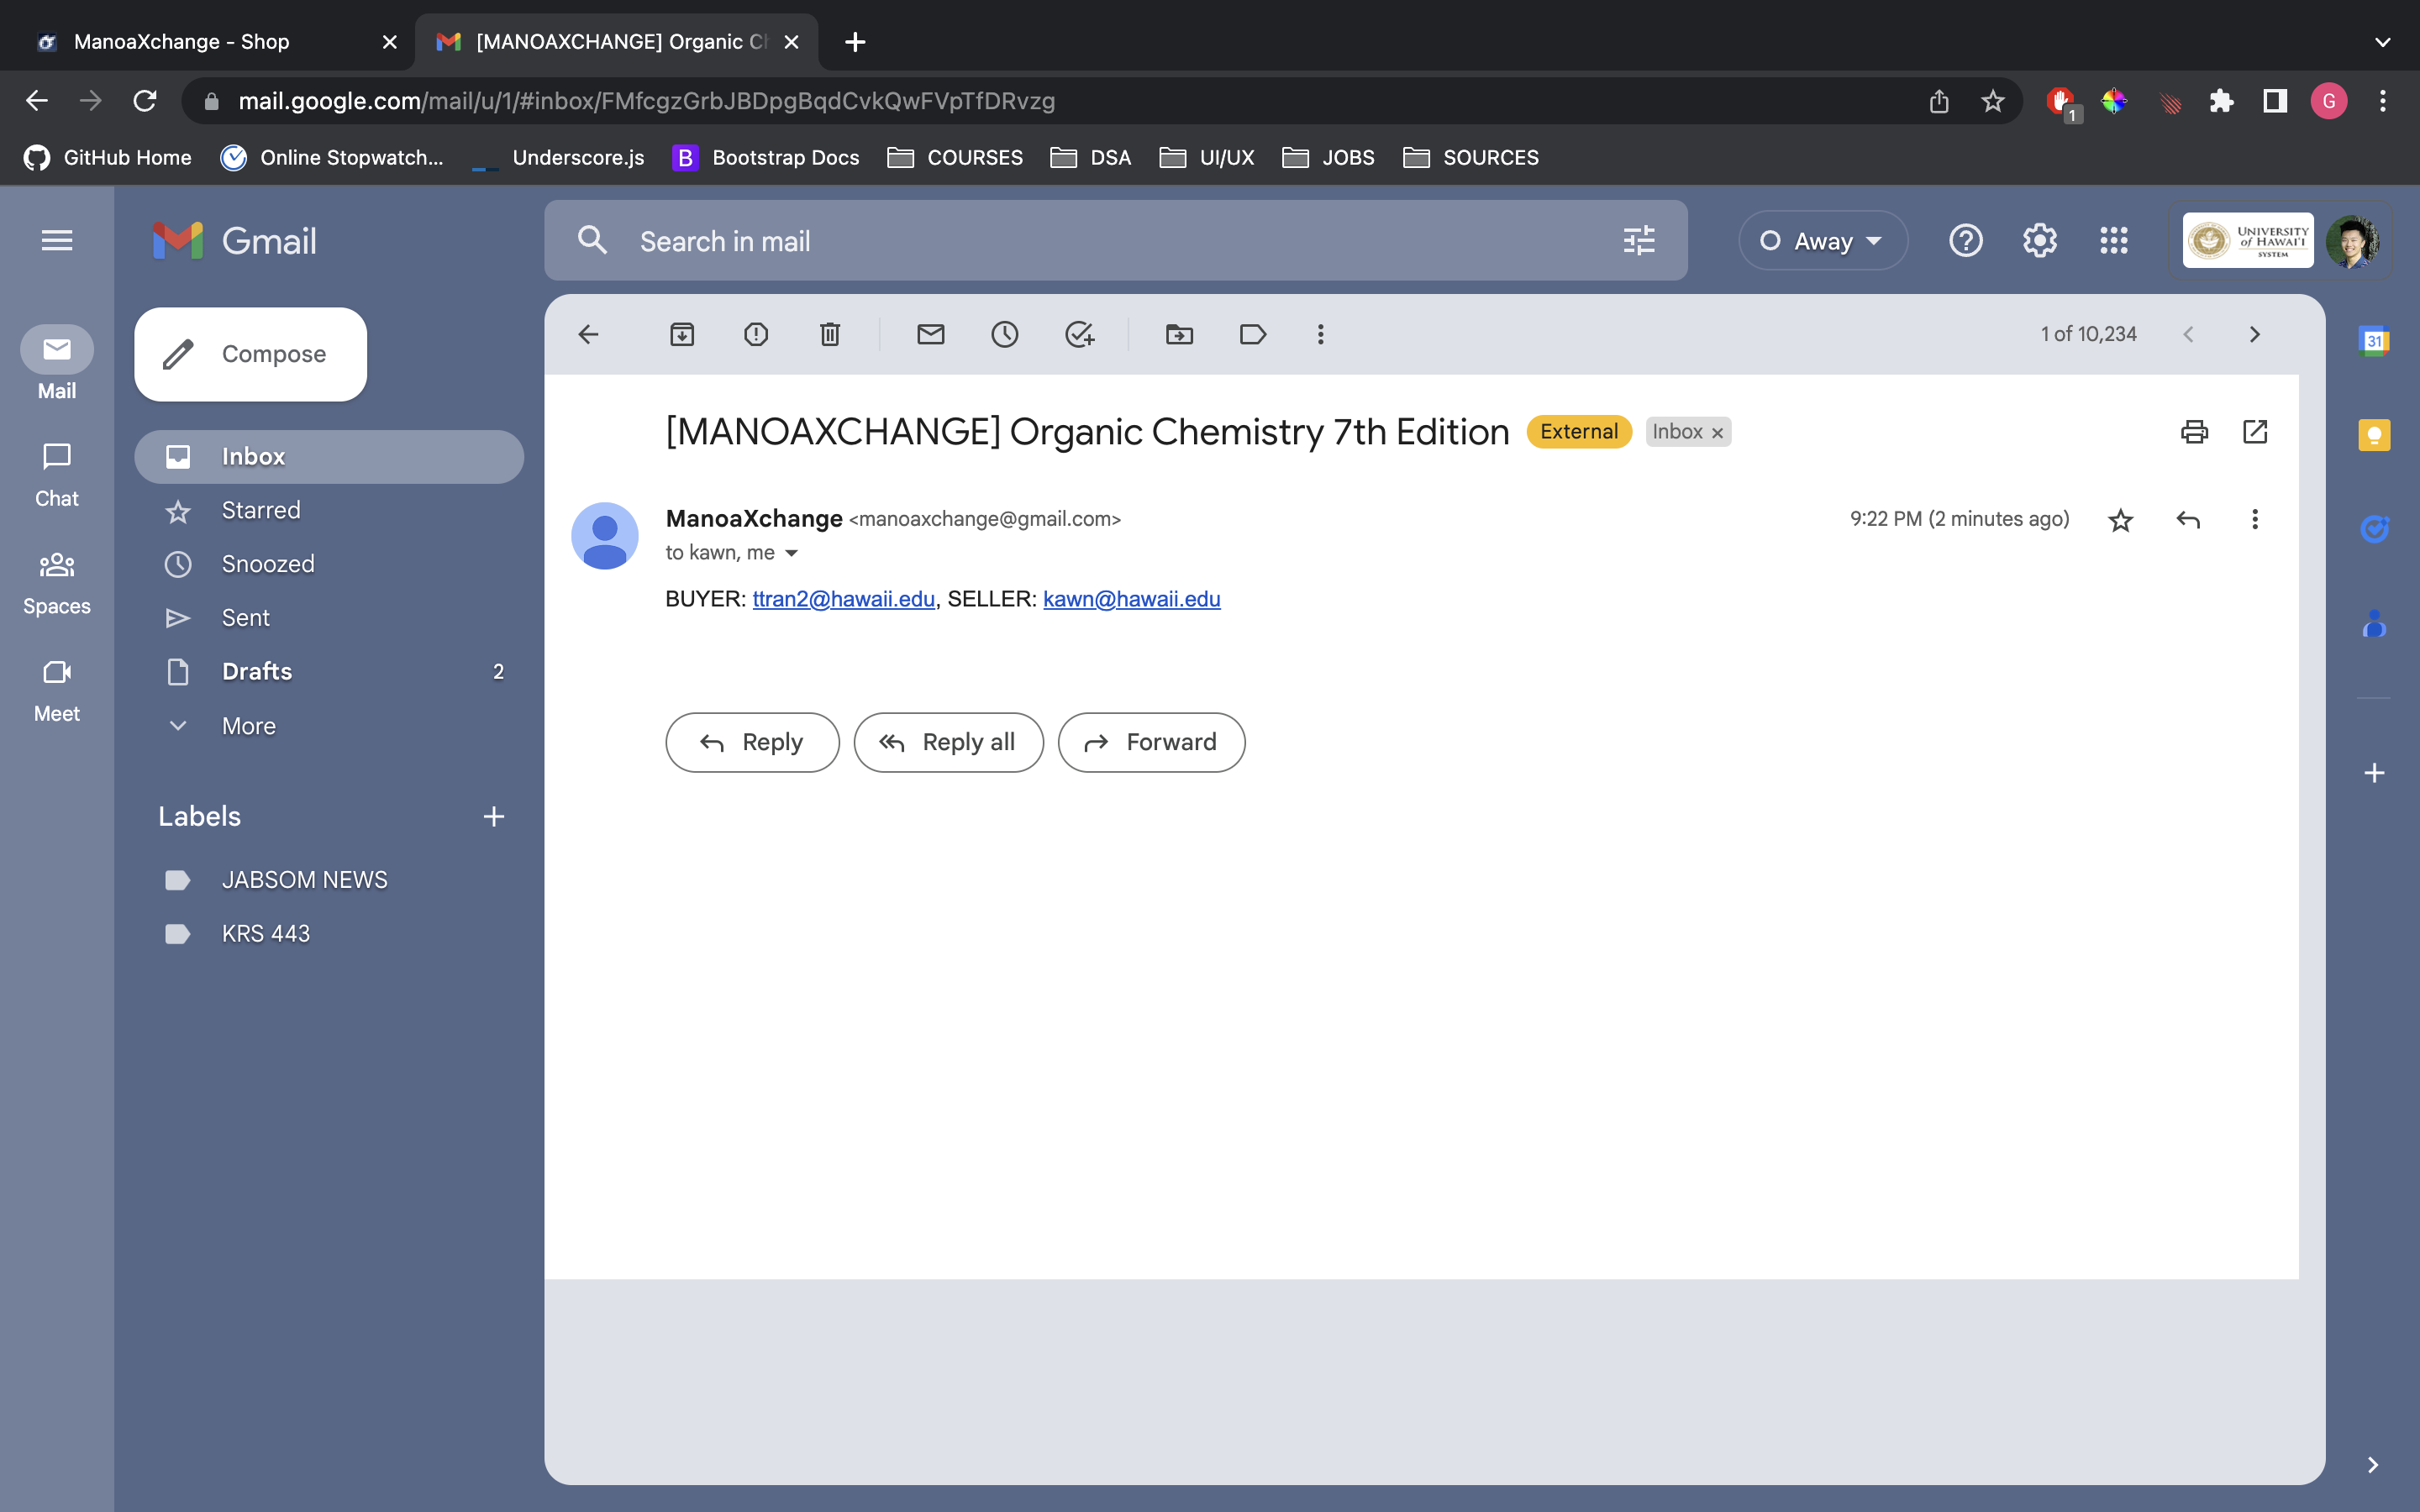 ManoaXchange - Shop
[MANOAXCHANGE] Organic Ch
mail.google.com/mail/u/1/#inbox/FMfcgzGrbJBDpgBqdCvkQwFVpTfDRvzg
1
G
GitHub Home
Online Stopwatch...
Underscore.js
B Bootstrap Docs
COURSES
DSA
UI/UX
JOBS
SOURCES
Gmail
Search in mail
Away
UNIVERSITY
of HAWAI'I
SYSTEM
Mail
Chat
Spaces
Meet
Compose
Inbox
Starred
Snoozed
Sent
Drafts 2
More
Labels
JABSOM NEWS
KRS 443
1 of 10,234
31
[MANOAXCHANGE] Organic Chemistry 7th Edition External Inbox
ManoaXchange <manoaxchange@gmail.com>
9:22 PM (2 minutes ago)
to kawn, me
BUYER: ttran2@hawaii.edu, SELLER: kawn@hawaii.edu
Reply
Reply all
Forward